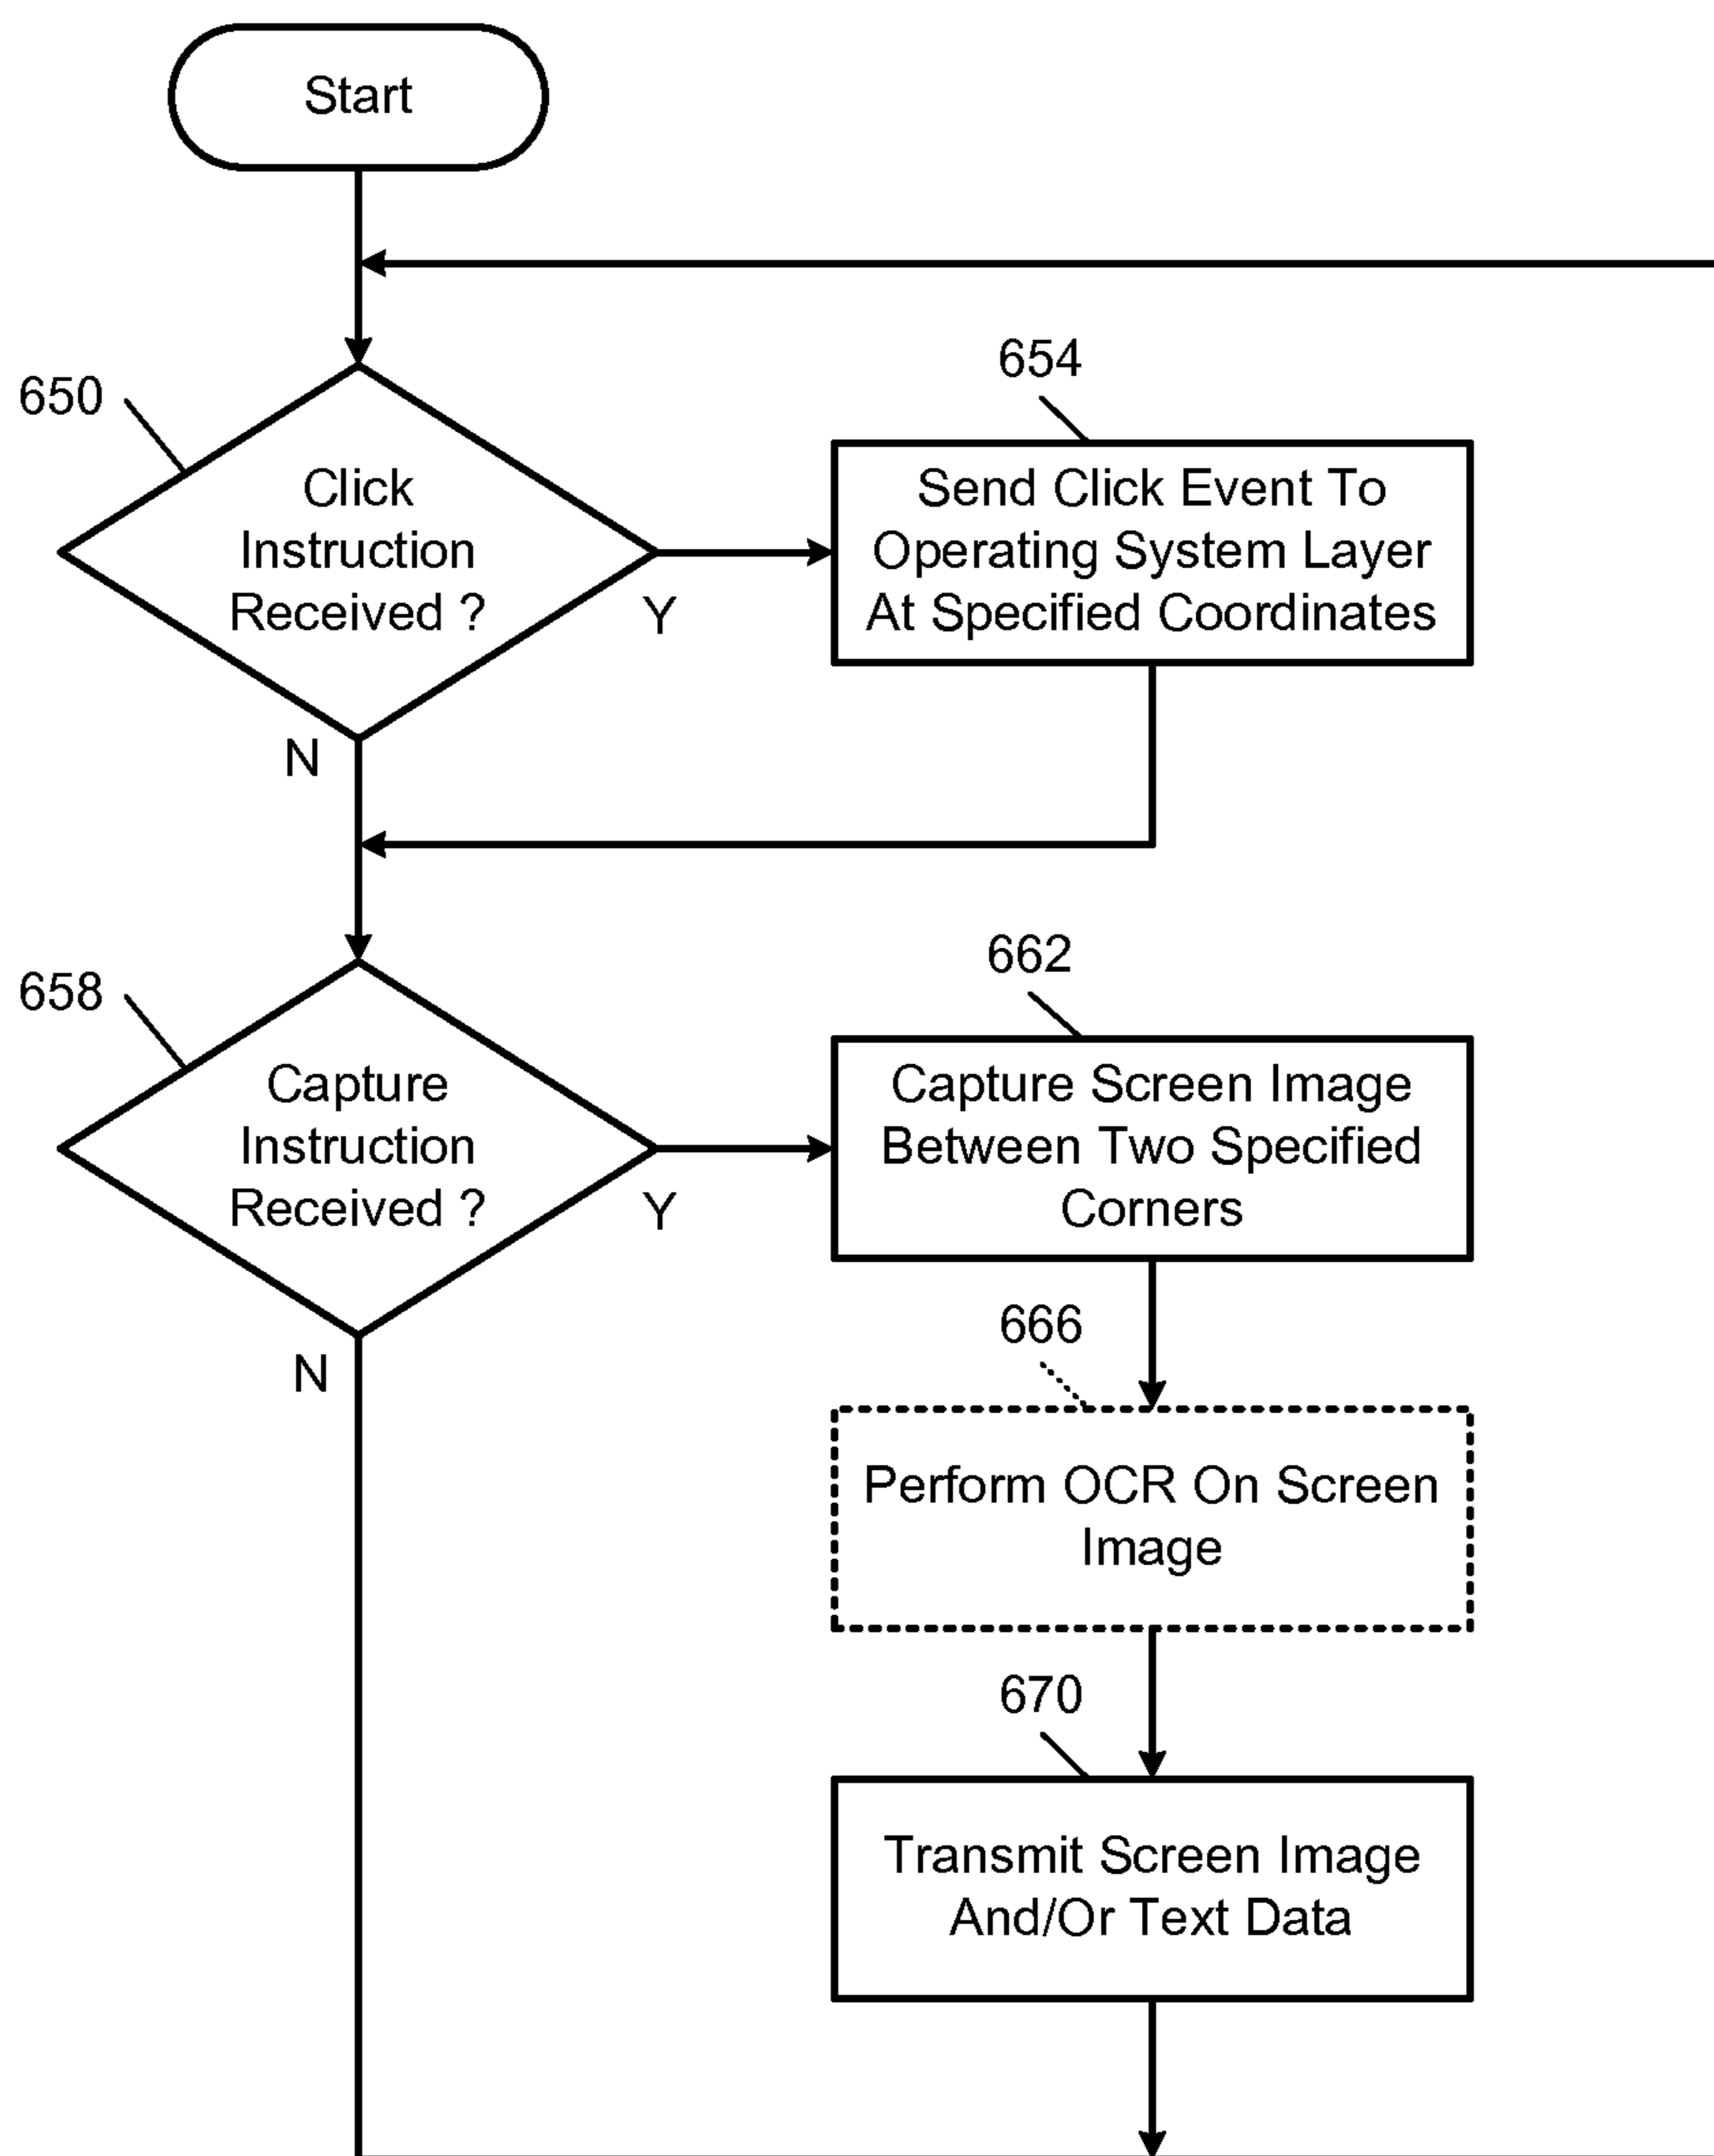 Start
650
Click
Instruction
Received ?
Y
N
654
Send Click Event To
Operating System Layer
At Specified Coordinates
658
Capture
Instruction
Received ?
Y
N
662
Capture Screen Image
Between Two Specified
Corners
666
Perform OCR On Screen
Image
670
Transmit Screen Image
And/Or Text Data